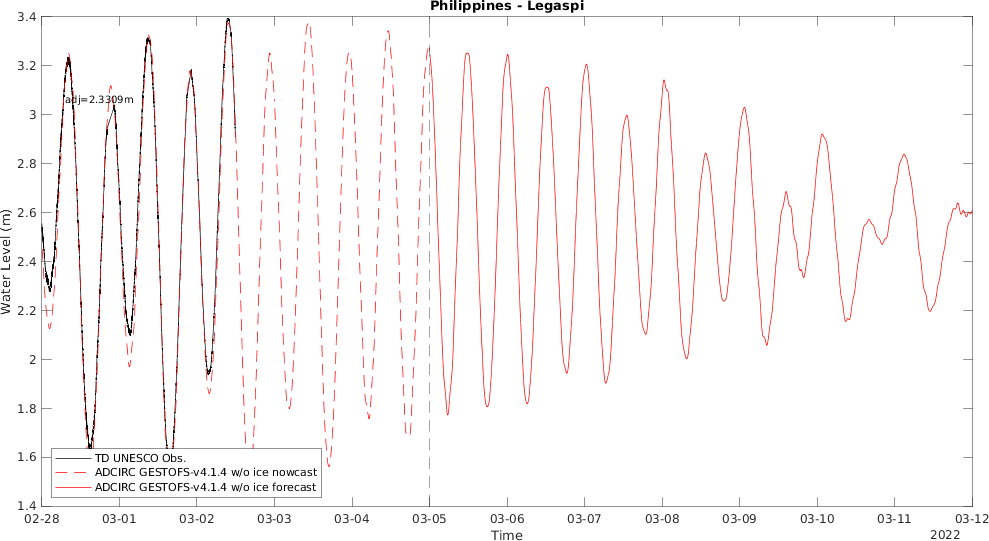 Philippines - Legaspi
3.4
3.2
3
2.8
2.6
2.4
2.2
2
1.8
1.6
1.4
Water Level (m)
adj=2.3309m
TD UNESCO Obs.
ADCIRC GESTOFS-v4.1.4 w/o ice nowcast
ADCIRC GESTOFS-v4.1.4 w/o ice forecast
02-28 03-01 03-02 03-03 03-04 03-05 03-06 03-07 03-08 03-09 03-10 03-11 03-12
Time
2022